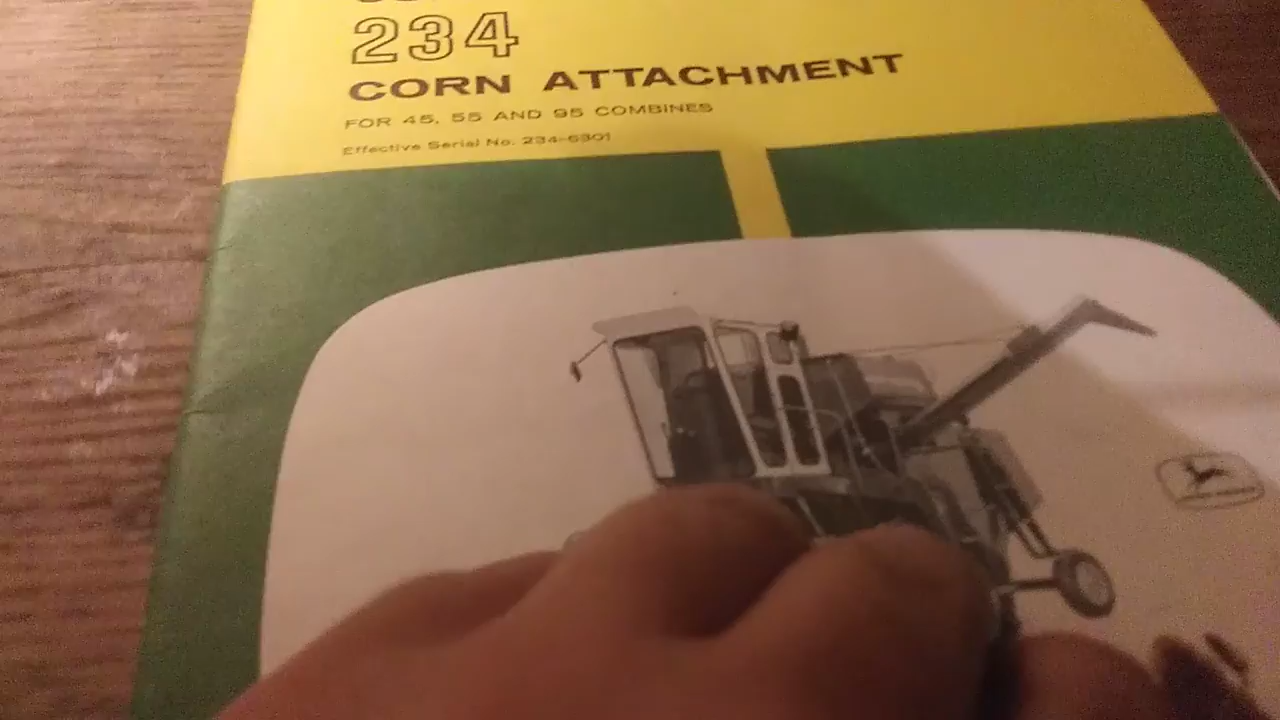 234
CORN ATTACHMENT
FOR 45, 55 AND 95 COMBINES
Effective Serial No. 234-6301